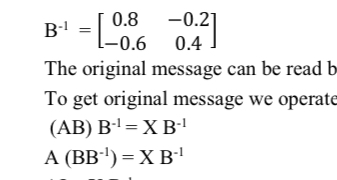 B⁻¹ = [0.8 −0.2
−0.6 0.4]
The original message can be read b
To get original message we operate
(AB) B⁻¹ = X B⁻¹
A (BB⁻¹) = X B⁻¹